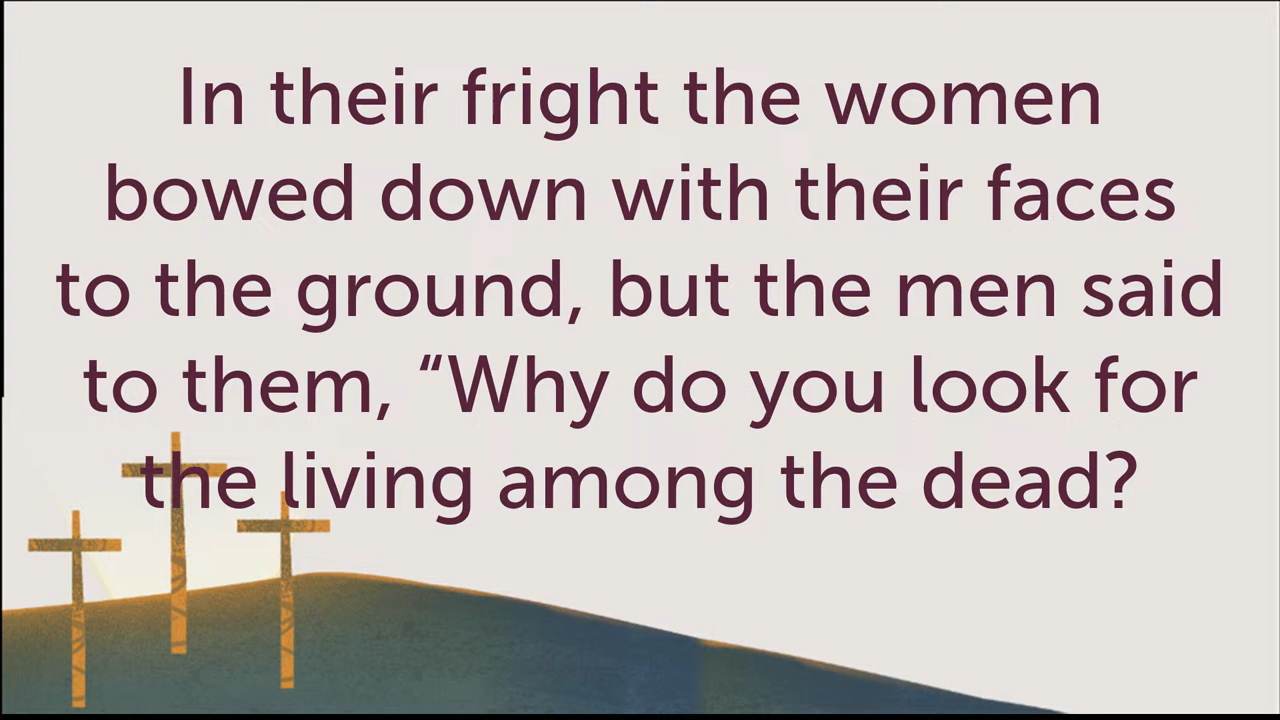 In their fright the women
bowed down with their faces
to the ground, but the men said
to them, “Why do you look for
the living among the dead?